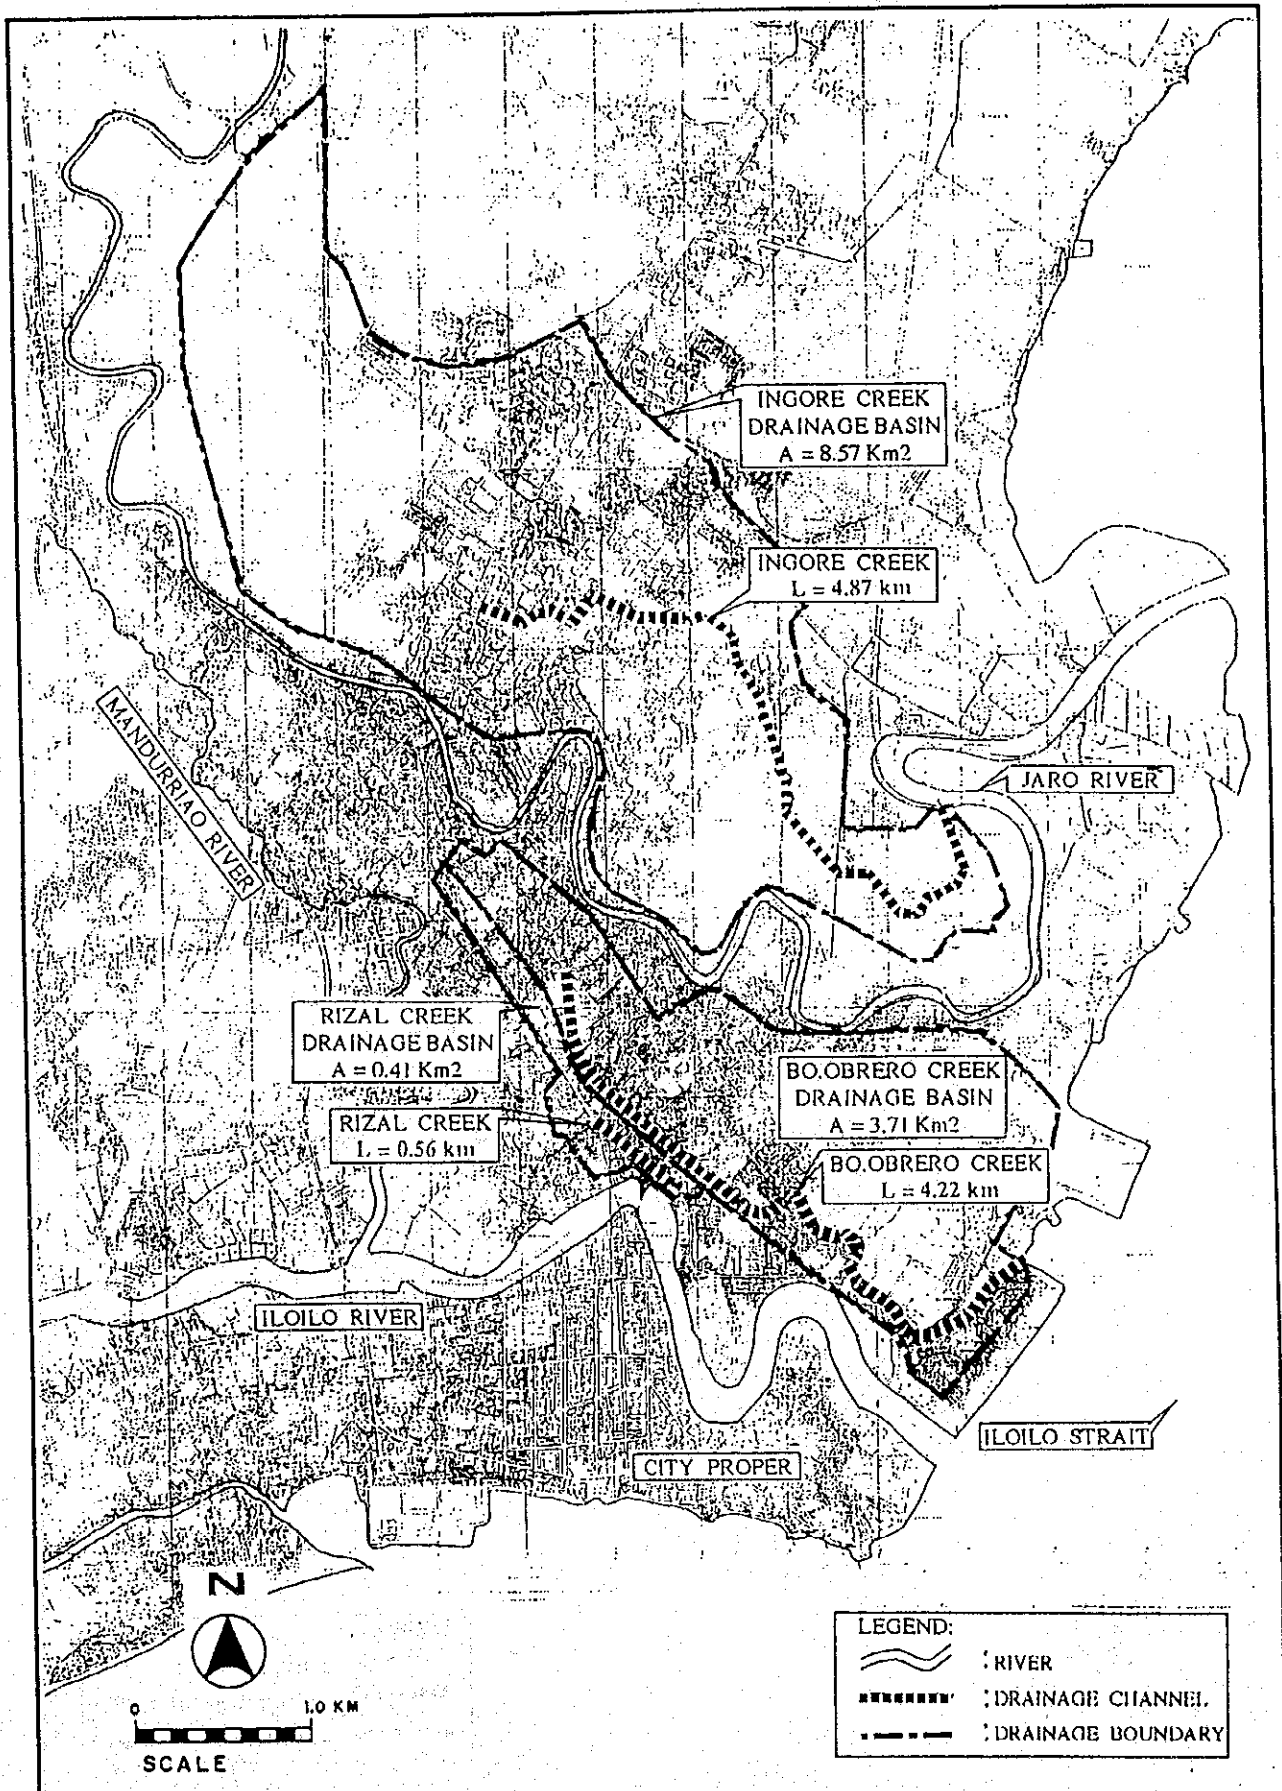 INGORE CREEK
DRAINAGE BASIN
A = 8.57 Km2
INGORE CREEK
L = 4.87 km
MANDURRIAO RIVER
JARO RIVER
RIZAL CREEK
DRAINAGE BASIN
A = 0.41 Km2
BO.OBRERO CREEK
DRAINAGE BASIN
A = 3.71 Km2
RIZAL CREEK
L = 0.56 km
BO.OBRERO CREEK
L = 4.22 km
ILOILO RIVER
ILOILO STRAIT
CITY PROPER
N
0 1.0 KM
SCALE
LEGEND:
: RIVER
: DRAINAGE CHANNEL
: DRAINAGE BOUNDARY